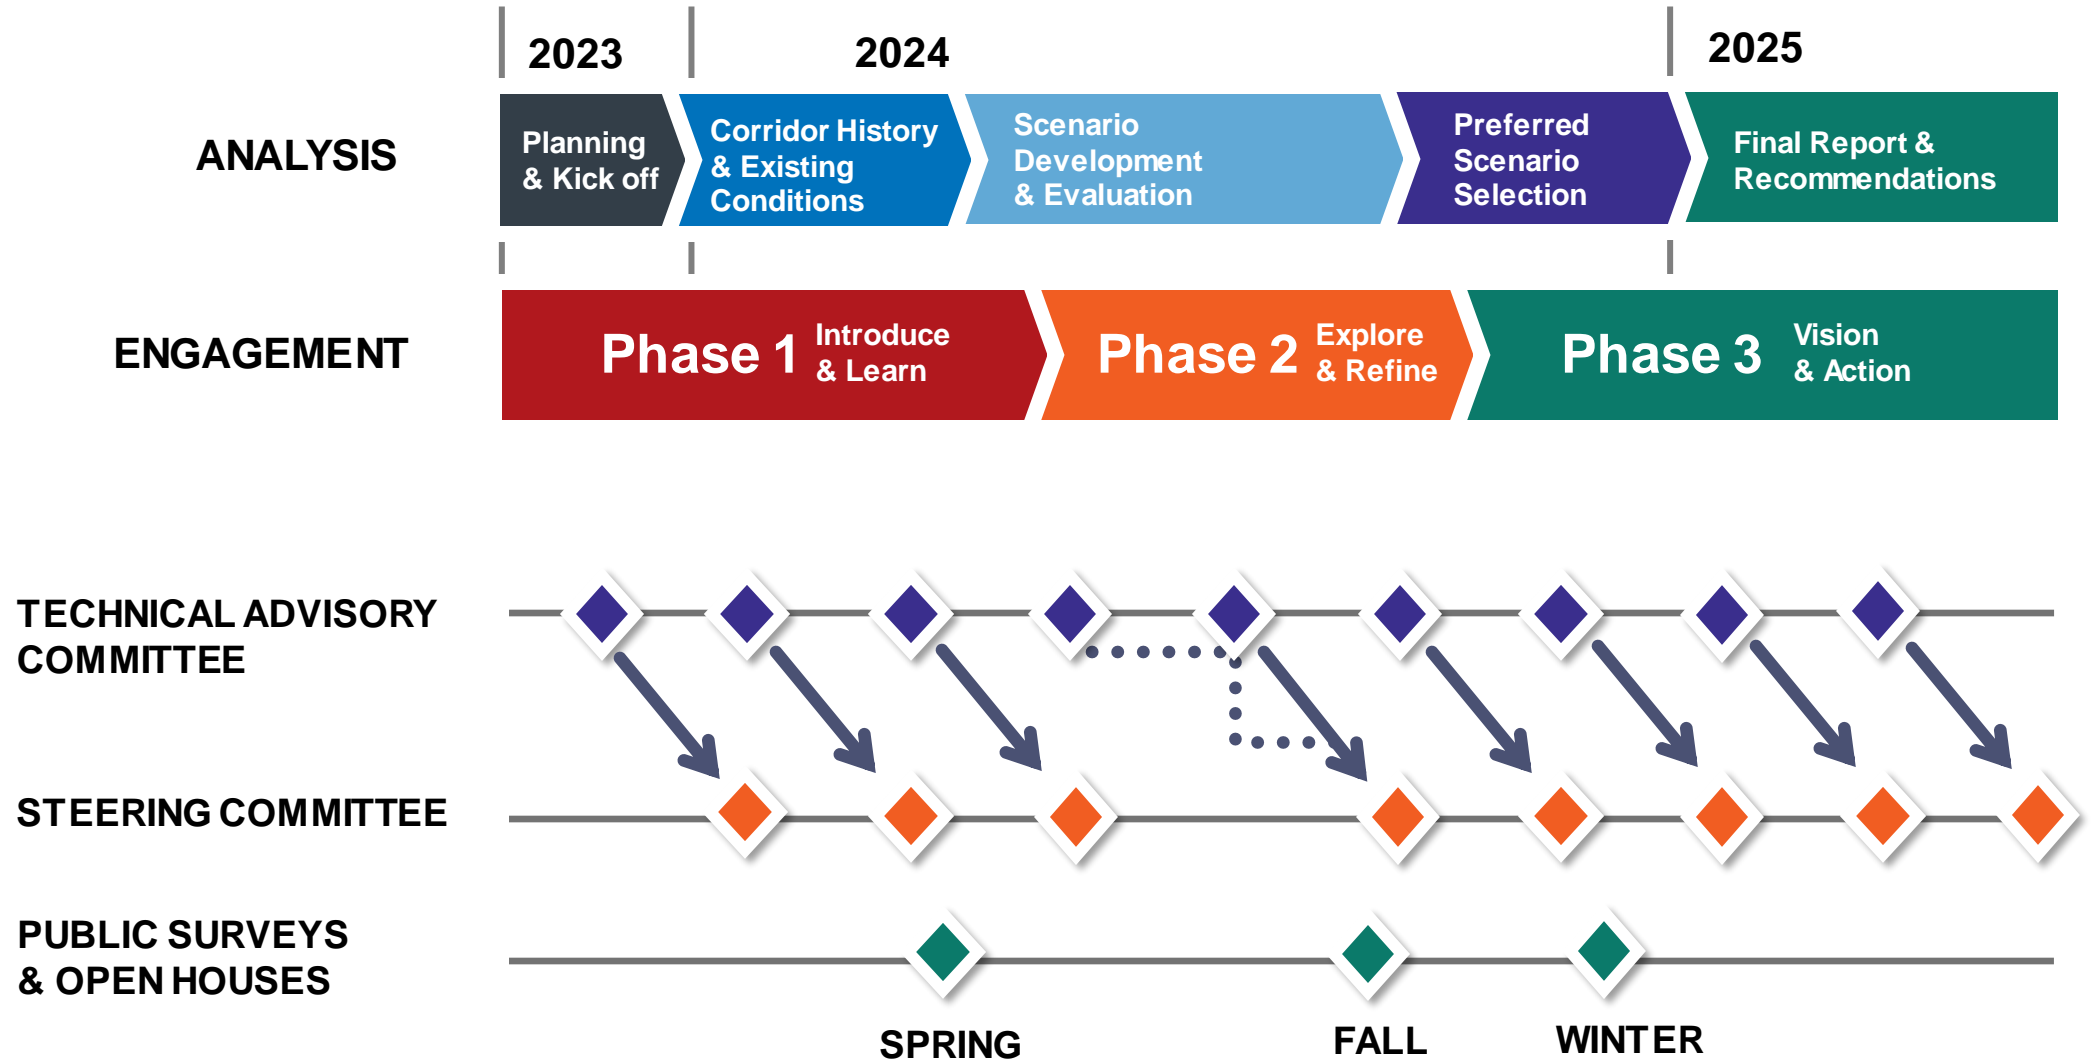 2023
2024
2025
ANALYSIS
Planning
& Kick off
Corridor History
& Existing
Conditions
Scenario
Development
& Evaluation
Preferred
Scenario
Selection
Final Report &
Recommendations
ENGAGEMENT
Phase 1
Introduce
& Learn
Phase 2
Explore
& Refine
Phase 3
Vision
& Action
TECHNICAL ADVISORY
COMMITTEE
STEERING COMMITTEE
PUBLIC SURVEYS
& OPEN HOUSES
SPRING
FALL
WINTER